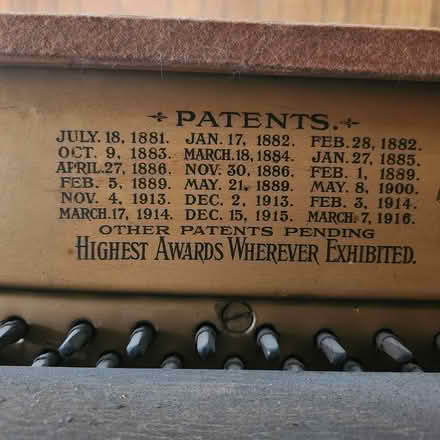 PATENTS.
JULY. 18, 1881. JAN. 17, 1882. FEB. 28, 1882.
OCT. 9, 1883. MARCH. 18, 1884. JAN. 27, 1885.
APRIL. 27, 1886. NOV. 30, 1886. FEB. 1, 1889.
FEB. 5, 1889. MAY. 21, 1889. MAY. 8, 1900.
NOV. 4, 1913. DEC. 2, 1913. FEB. 3, 1914.
MARCH. 17, 1914. DEC. 15, 1915. MARCH. 7, 1916.
OTHER PATENTS PENDING
HIGHEST AWARDS WHEREVER EXHIBITED.